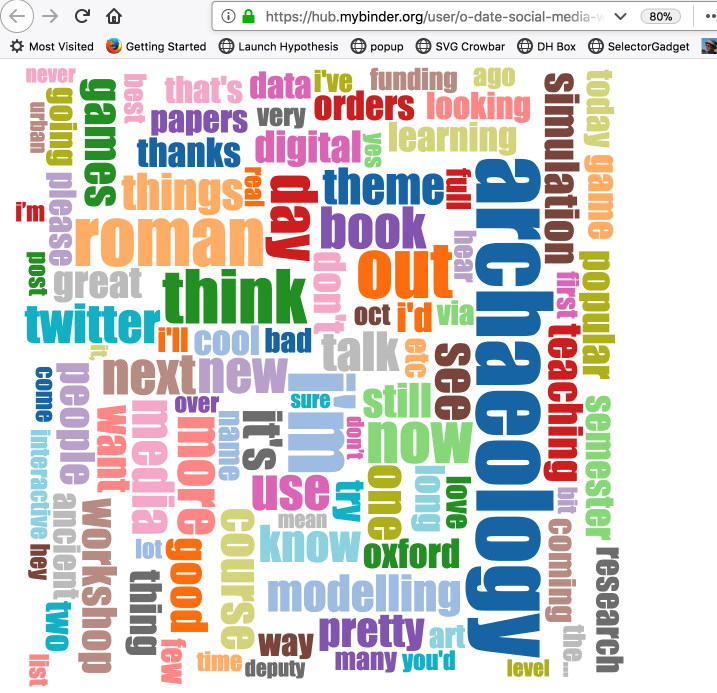 https://hub.mybinder.org/user/o-date-social-media-w
80%
Most Visited Getting Started Launch Hypothesis popup SVG Crowbar DH Box SelectorGadget
never
urban
going
games
best
that's
data
i've
funding
ago
papers
very
orders
looking
simulation
today
game
thanks
digital
yes
learning
i'm
please
things
real
day
theme
full
archaeology
roman
book
hear
post
great
think
don't
out
popular
first
twitter
i'll
cool
bad
oct
i'd
via
it,
next
new
talk
etc
see
teaching
come
people
over
i'm
sure
still
semester
want
media
more
name
it's
don't
now
interactive
ancient
workshop
use
try
one
long
love
bit
hey
lot
good
course
mean
know
oxford
coming
research
two
thing
modelling
few
way
pretty
art
the...
list
time
deputy
many
you'd
level